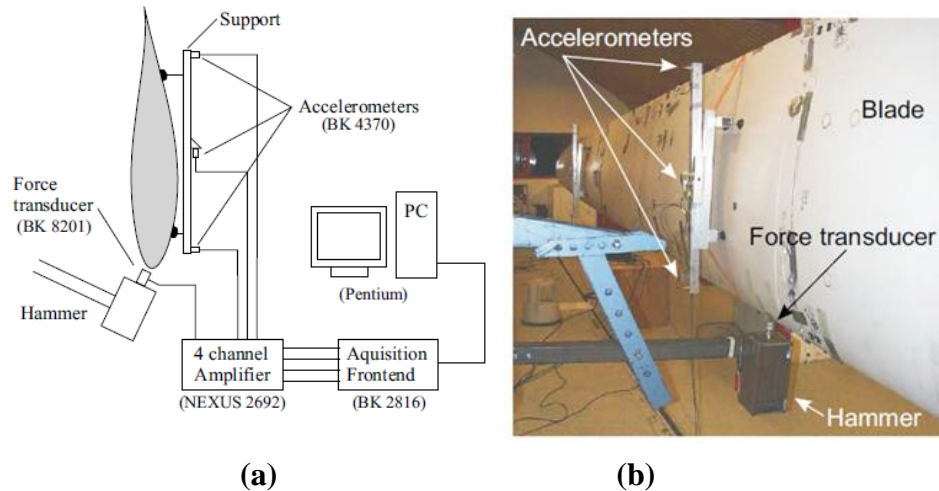 Support
Accelerometers
(BK 4370)
Force
transducer
(BK 8201)
PC
Hammer
(Pentium)
4 channel
Amplifier
Aquisition
Frontend
(NEXUS 2692)
(BK 2816)
(a)
Accelerometers
Blade
Force transducer
Hammer
(b)